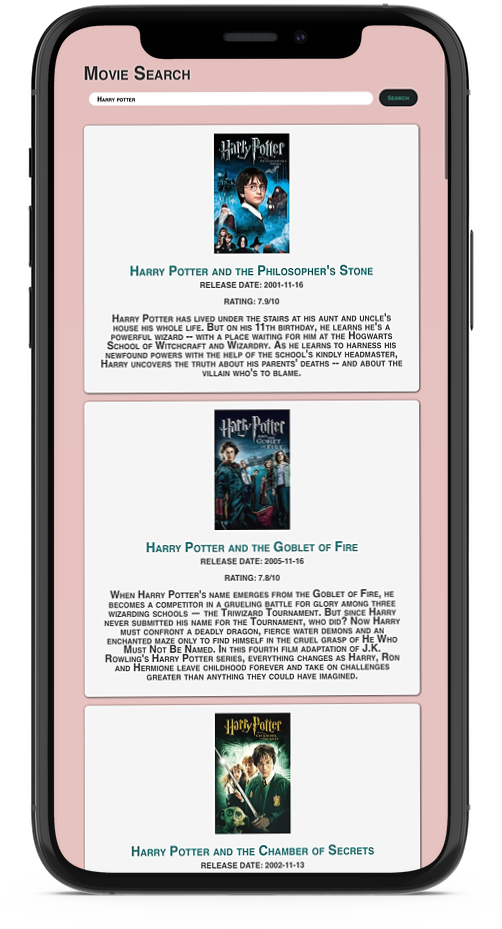 Movie Search
Harry potter
Search
Harry Potter
Harry Potter and the Philosopher's Stone
Release Date: 2001-11-16
Rating: 7.9/10
Harry Potter has lived under the stairs at his aunt and uncle's
house his whole life. But on his 11th birthday, he learns he's a
powerful wizard -- with a place waiting for him at the Hogwarts
School of Witchcraft and Wizardry. As he learns to harness his
newfound powers with the help of the school's kindly headmaster,
Harry uncovers the truth about his parents' deaths -- and about the
villain who's to blame.
Harry Potter
and the
Goblet of Fire
Harry Potter and the Goblet of Fire
Release Date: 2005-11-16
Rating: 7.8/10
When Harry Potter's name emerges from the Goblet of Fire, he
becomes a competitor in a grueling battle for glory among three
wizarding schools — the Triwizard Tournament. But since Harry
never submitted his name for the Tournament, who did? Now Harry
must confront a deadly dragon, fierce water demons and an
enchanted maze only to find himself in the cruel grasp of He Who
Must Not Be Named. In this fourth film adaptation of J.K.
Rowling's Harry Potter series, everything changes as Harry, Ron
and Hermione leave childhood forever and take on challenges
greater than anything they could have imagined.
Harry Potter
Harry Potter and the Chamber of Secrets
Release Date: 2002-11-13